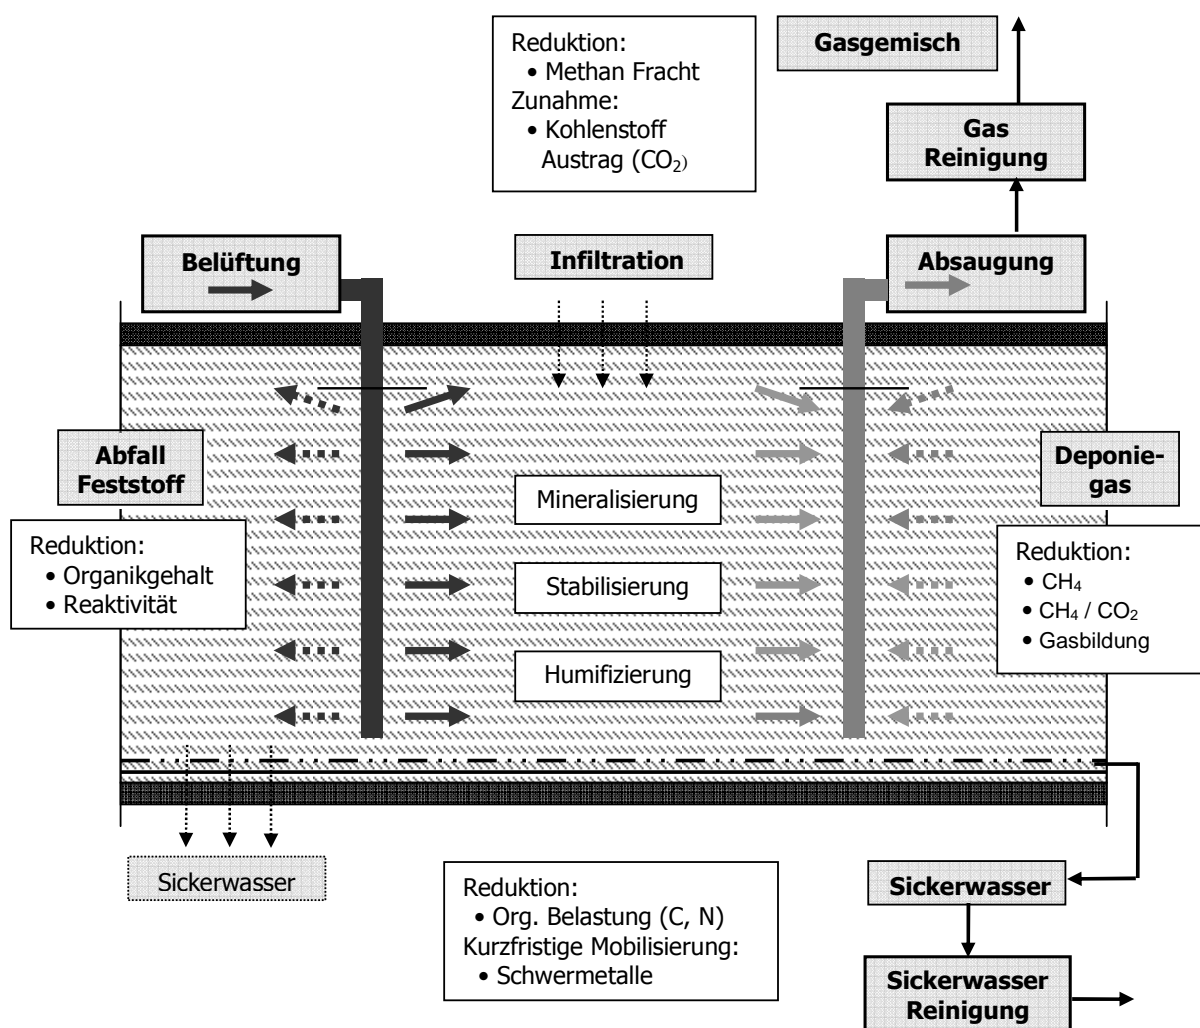 Reduktion:
• Methan Fracht
Zunahme:
• Kohlenstoff
Austrag (CO₂)
Gasgemisch
Gas
Reinigung
Belüftung
Infiltration
Absaugung
Abfall
Feststoff
Reduktion:
• Organikgehalt
• Reaktivität
Mineralisierung
Stabilisierung
Humifizierung
Deponie-
gas
Reduktion:
• CH₄
• CH₄ / CO₂
• Gasbildung
Sickerwasser
Reduktion:
• Org. Belastung (C, N)
Kurzfristige Mobilisierung:
• Schwermetalle
Sickerwasser
Sickerwasser
Reinigung